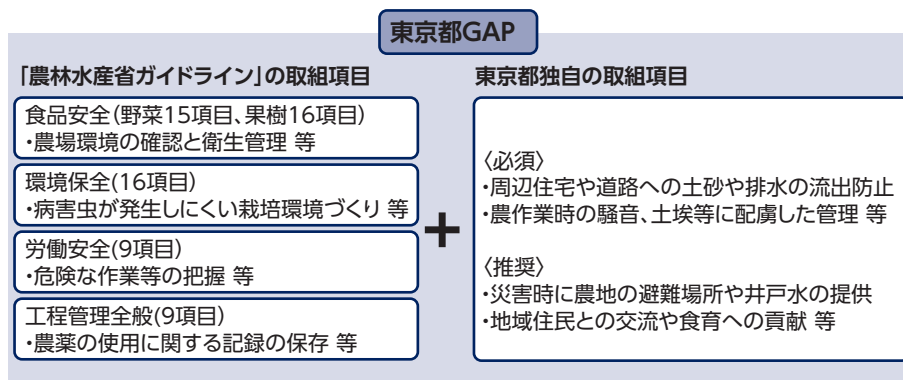 東京都GAP
「農林水産省ガイドライン」の取組項目
食品安全(野菜15項目、果樹16項目)
・農場環境の確認と衛生管理 等
環境保全(16項目)
・病害虫が発生しにくい栽培環境づくり 等
労働安全(9項目)
・危険な作業等の把握 等
工程管理全般(9項目)
・農薬の使用に関する記録の保存 等
+
東京都独自の取組項目
〈必須〉
・周辺住宅や道路への土砂や排水の流出防止
・農作業時の騒音、土埃等に配慮した管理 等
〈推奨〉
・災害時に農地の避難場所や井戸水の提供
・地域住民との交流や食育への貢献 等